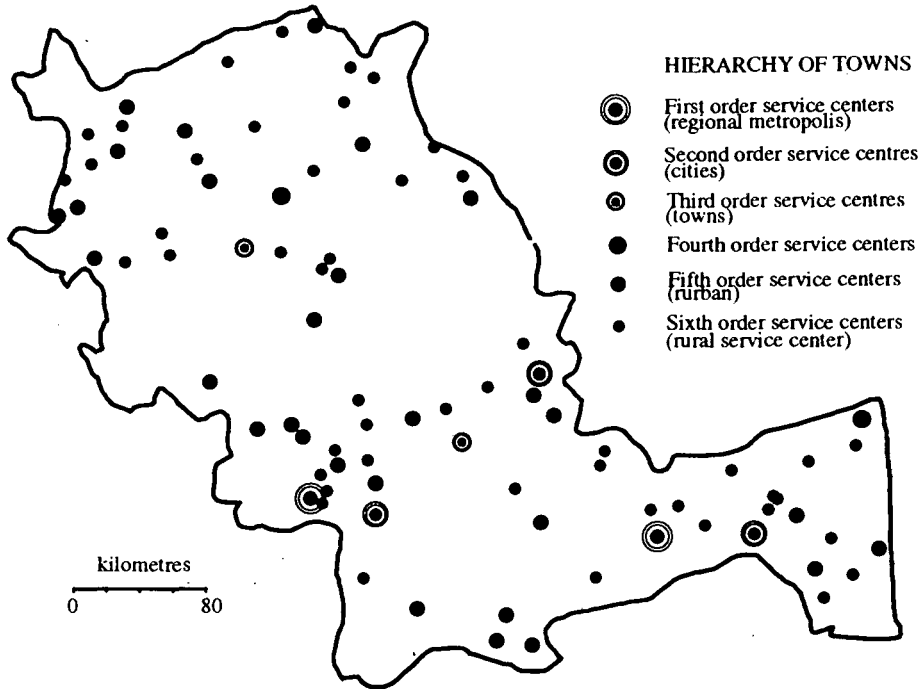 HIERARCHY OF TOWNS
First order service centers
(regional metropolis)
Second order service centres
(cities)
Third order service centres
(towns)
Fourth order service centers
Fifth order service centers
(rurban)
Sixth order service centers
(rural service center)
kilometres
0 80